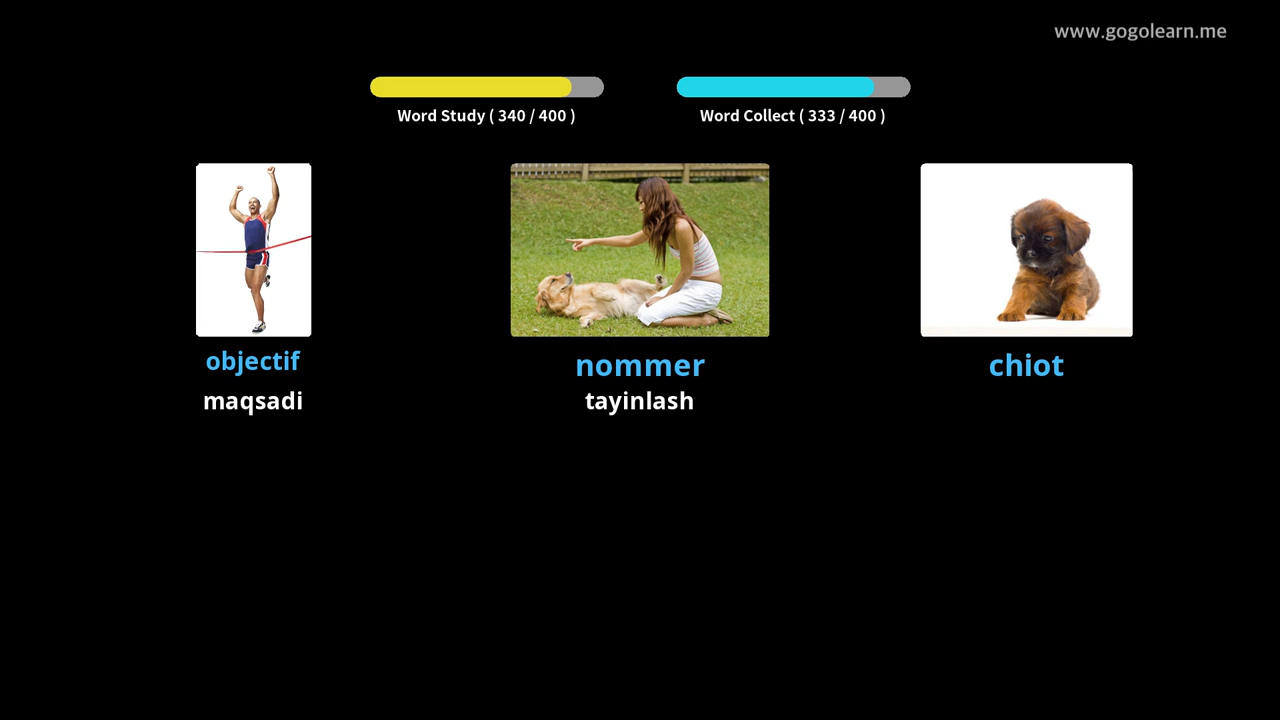 www.gogolearn.me
Word Study ( 340 / 400 )
Word Collect ( 333 / 400 )
objectif
maqsadi
nommer
tayinlash
chiot